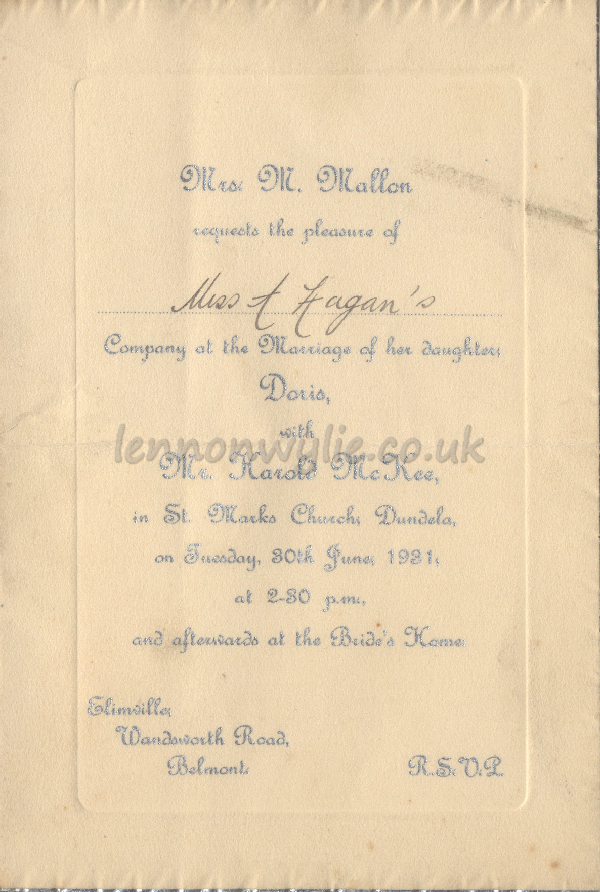 Mrs. M. Mallon
requests the pleasure of
Miss A Fagan's
Company at the Marriage of her daughter,
Doris,
with
lennonwylie.co.uk
Mr. Harold McKee,
in St. Marks Church, Dundela,
on Tuesday, 30th June, 1931,
at 2-30 p.m.,
and afterwards at the Bride's Home.
Elimville,
Wandsworth Road,
Belmont.
R.S.V.P.